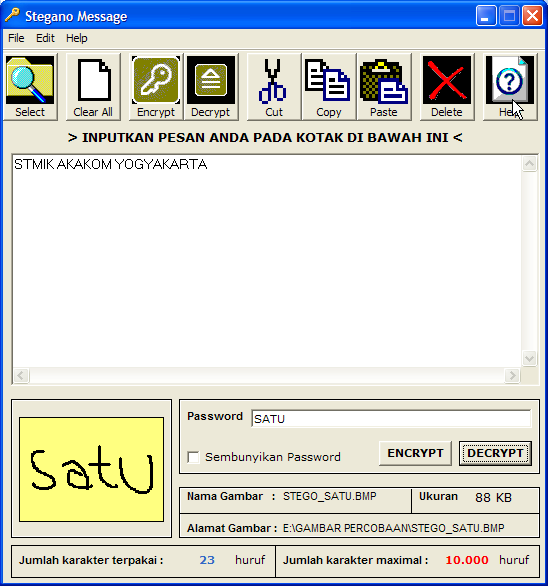 Stegano Message
File Edit Help
Select Clear All Encrypt Decrypt Cut Copy Paste Delete
> INPUTKAN PESAN ANDA PADA KOTAK DI BAWAH INI <
STMIK AKAKOM YOGYAKARTA
Password SATU
Sembunyikan Password ENCRYPT DECRYPT
satu
Nama Gambar : STEGO_SATU.BMP Ukuran 88 KB
Alamat Gambar : E:\GAMBAR PERCOBAAN\STEGO_SATU.BMP
Jumlah karakter terpakai : 23 huruf Jumlah karakter maximal : 10.000 huruf